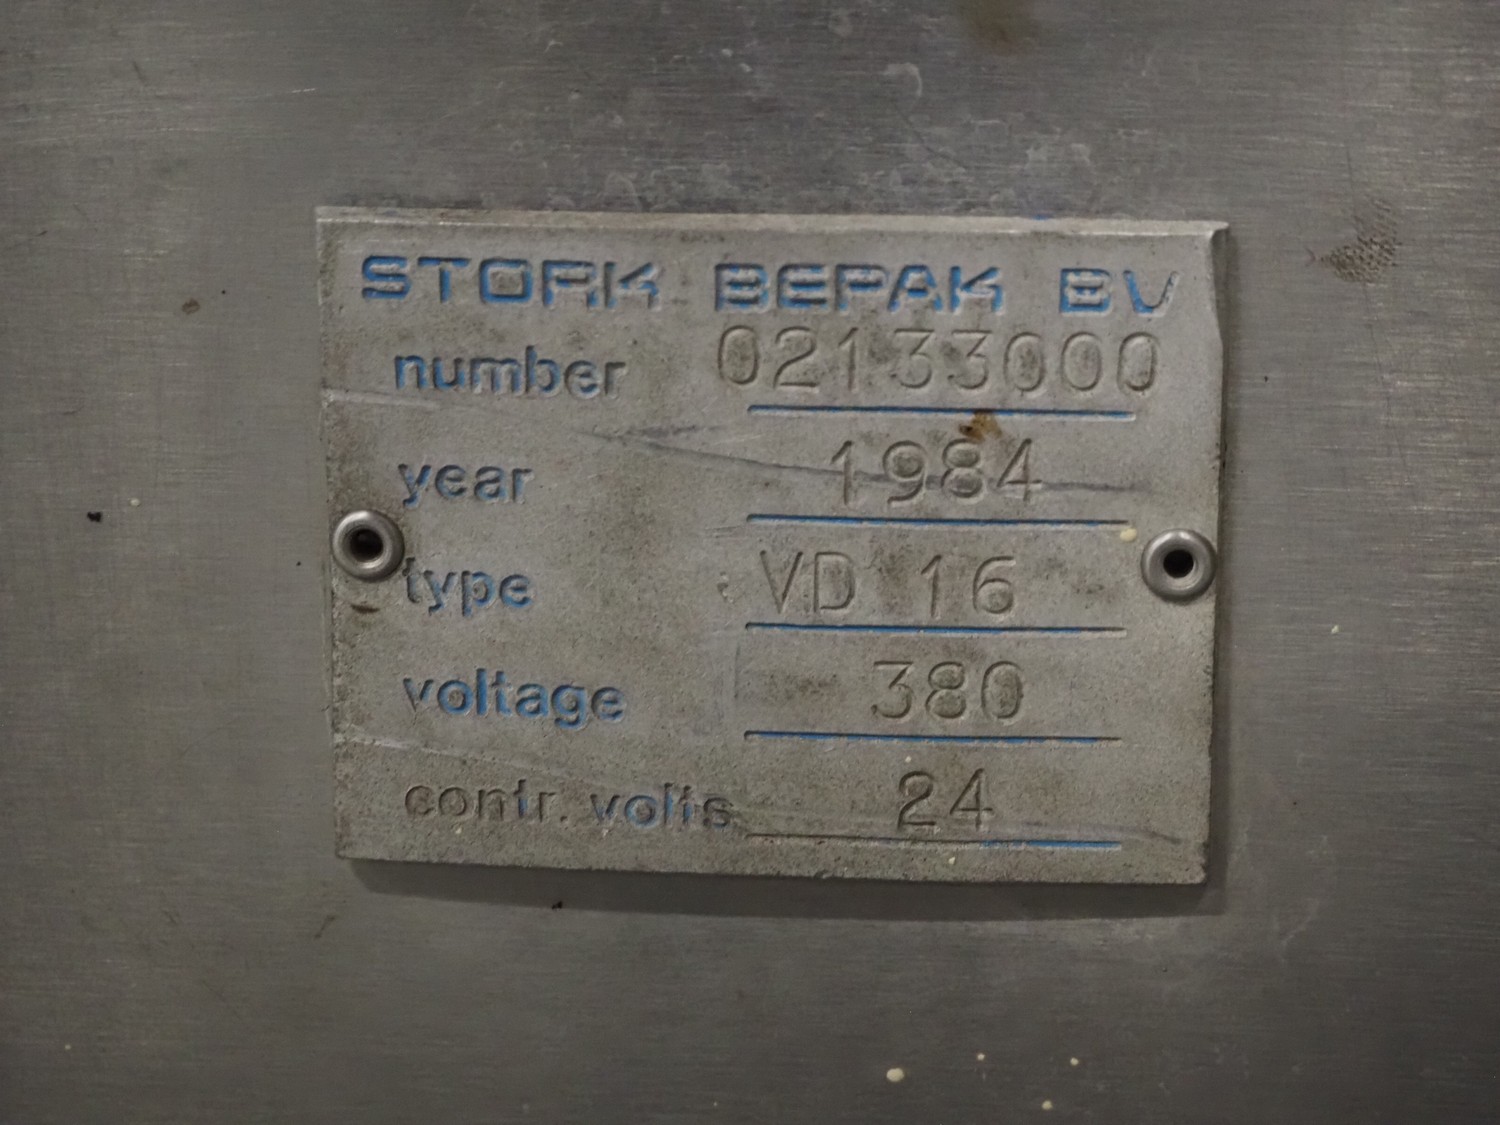 STORK BEPAK BV
number 02133000
year 1984
type VD 16
voltage 380
contr. volts 24